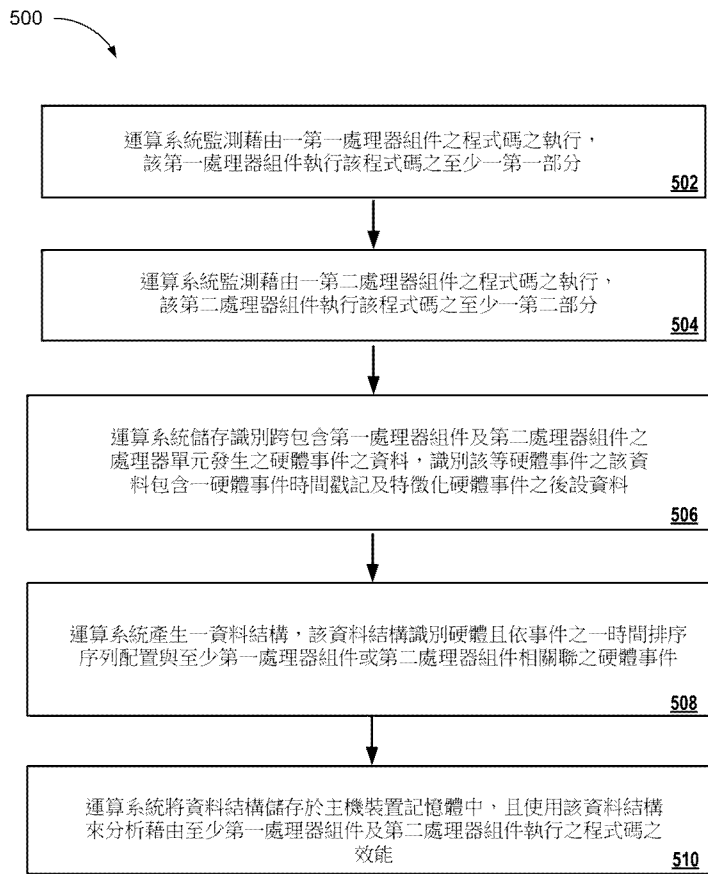 500
運算系統監測藉由一第一處理器組件之程式碼之執行，
該第一處理器組件執行該程式碼之至少一第一部分
502
運算系統監測藉由一第二處理器組件之程式碼之執行，
該第二處理器組件執行該程式碼之至少一第二部分
504
運算系統儲存識別跨包含第一處理器組件及第二處理器組件之
處理器單元發生之硬體事件之資料，識別該等硬體事件之該資
料包含一硬體事件時間戳記及特徵化硬體事件之後設資料
506
運算系統產生一資料結構，該資料結構識別硬體且依事件之一時間排序
序列配置與至少第一處理器組件或第二處理器組件相關聯之硬體事件
508
運算系統將資料結構儲存於主機裝置記憶體中，且使用該資料結構
來分析藉由至少第一處理器組件及第二處理器組件執行之程式碼之
效能
510